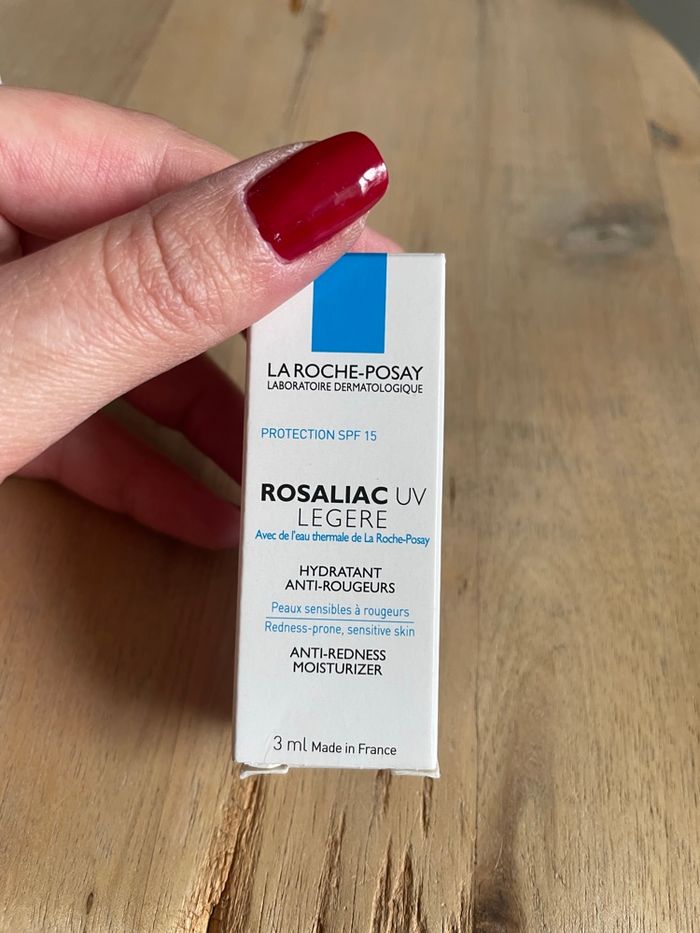 LA ROCHE-POSAY
LABORATOIRE DERMATOLOGIQUE
PROTECTION SPF 15
ROSALIAC UV
LEGERE
Avec de l'eau thermale de La Roche-Posay
HYDRATANT
ANTI-ROUGEURS
Peaux sensibles à rougeurs
Redness-prone, sensitive skin
ANTI-REDNESS
MOISTURIZER
3 ml Made in France